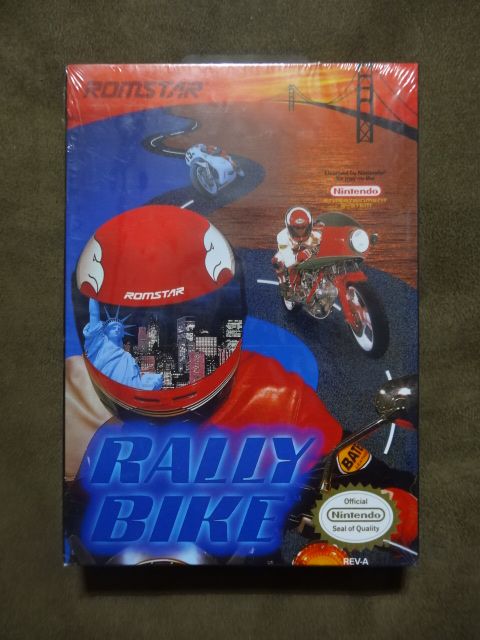 ROMSTAR
Licensed by Nintendo®
for play on the
Nintendo
ENTERTAINMENT
SYSTEM
ROMSTAR
RALLY
BIKE
BATE
Official
Nintendo
Seal of Quality
REV-A